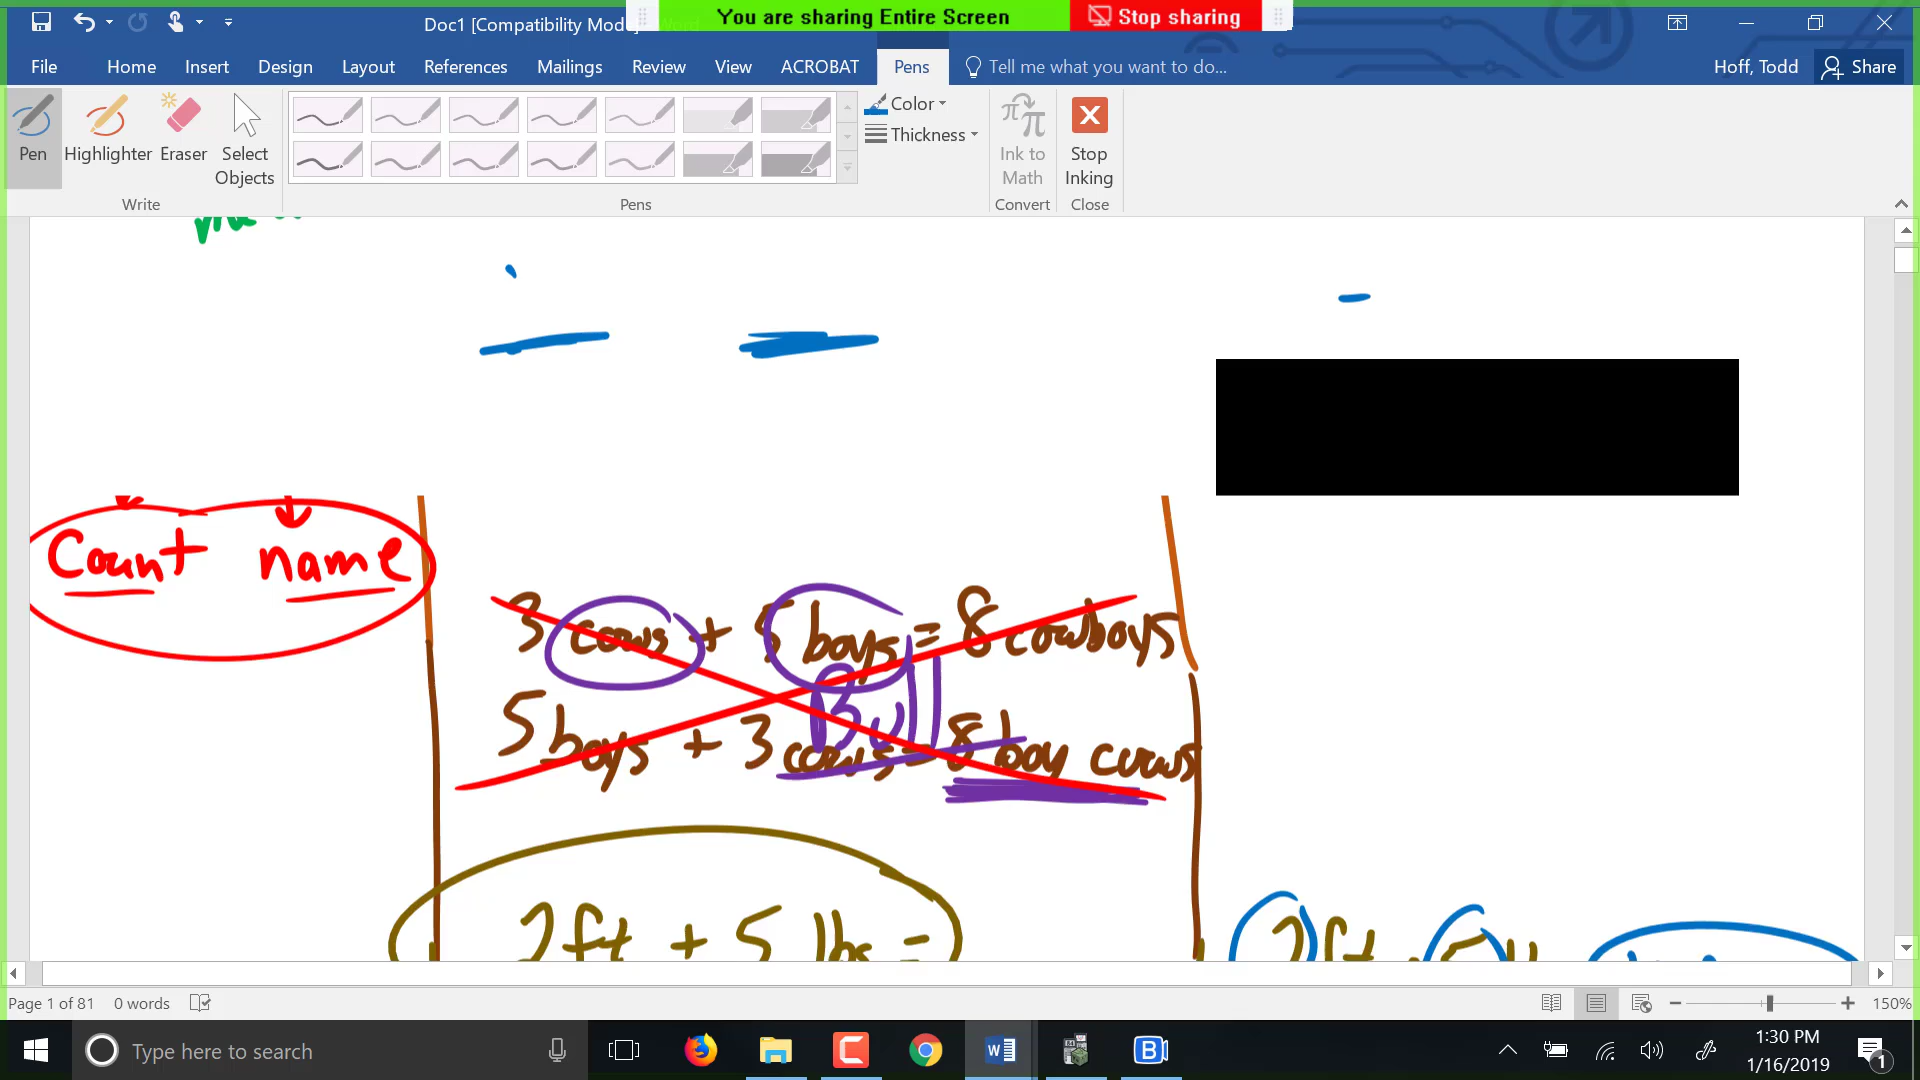 You are sharing Entire Screen Stop sharing
Doc1 [Compatibility Mod
File Home Insert Design Layout References Mailings Review View ACROBAT Pens Tell me what you want to do... Hoff, Todd Share
Color
Thickness
Pen Highlighter Eraser Select Objects
Ink to Math
Stop Inking
Write Pens Convert Close
Count name
3 cows + 5 boys = 8 cowboys
Bull
5 boys + 3 cows = 8 boy cows
2ft + 5 lbs =
2ft
Page 1 of 81 0 words 150%
Type here to search
1:30 PM
1/16/2019
1